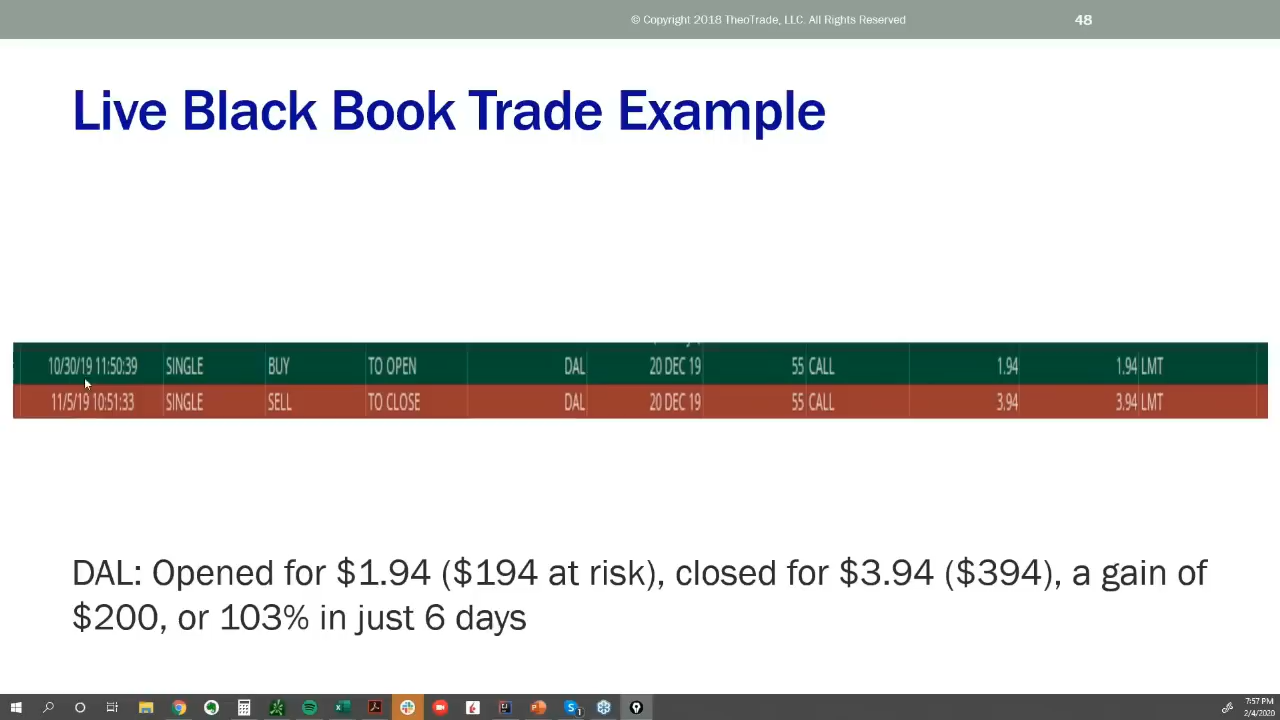 © Copyright 2018 TheoTrade, LLC. All Rights Reserved 48
Live Black Book Trade Example
10/30/19 11:50:39 SINGLE BUY TO OPEN DAL 20 DEC 19 55 CALL 1.94 1.94 LMT
11/5/19 10:51:33 SINGLE SELL TO CLOSE DAL 20 DEC 19 55 CALL 3.94 3.94 LMT
DAL: Opened for $1.94 ($194 at risk), closed for $3.94 ($394), a gain of
$200, or 103% in just 6 days
7:57 PM
2/4/2020